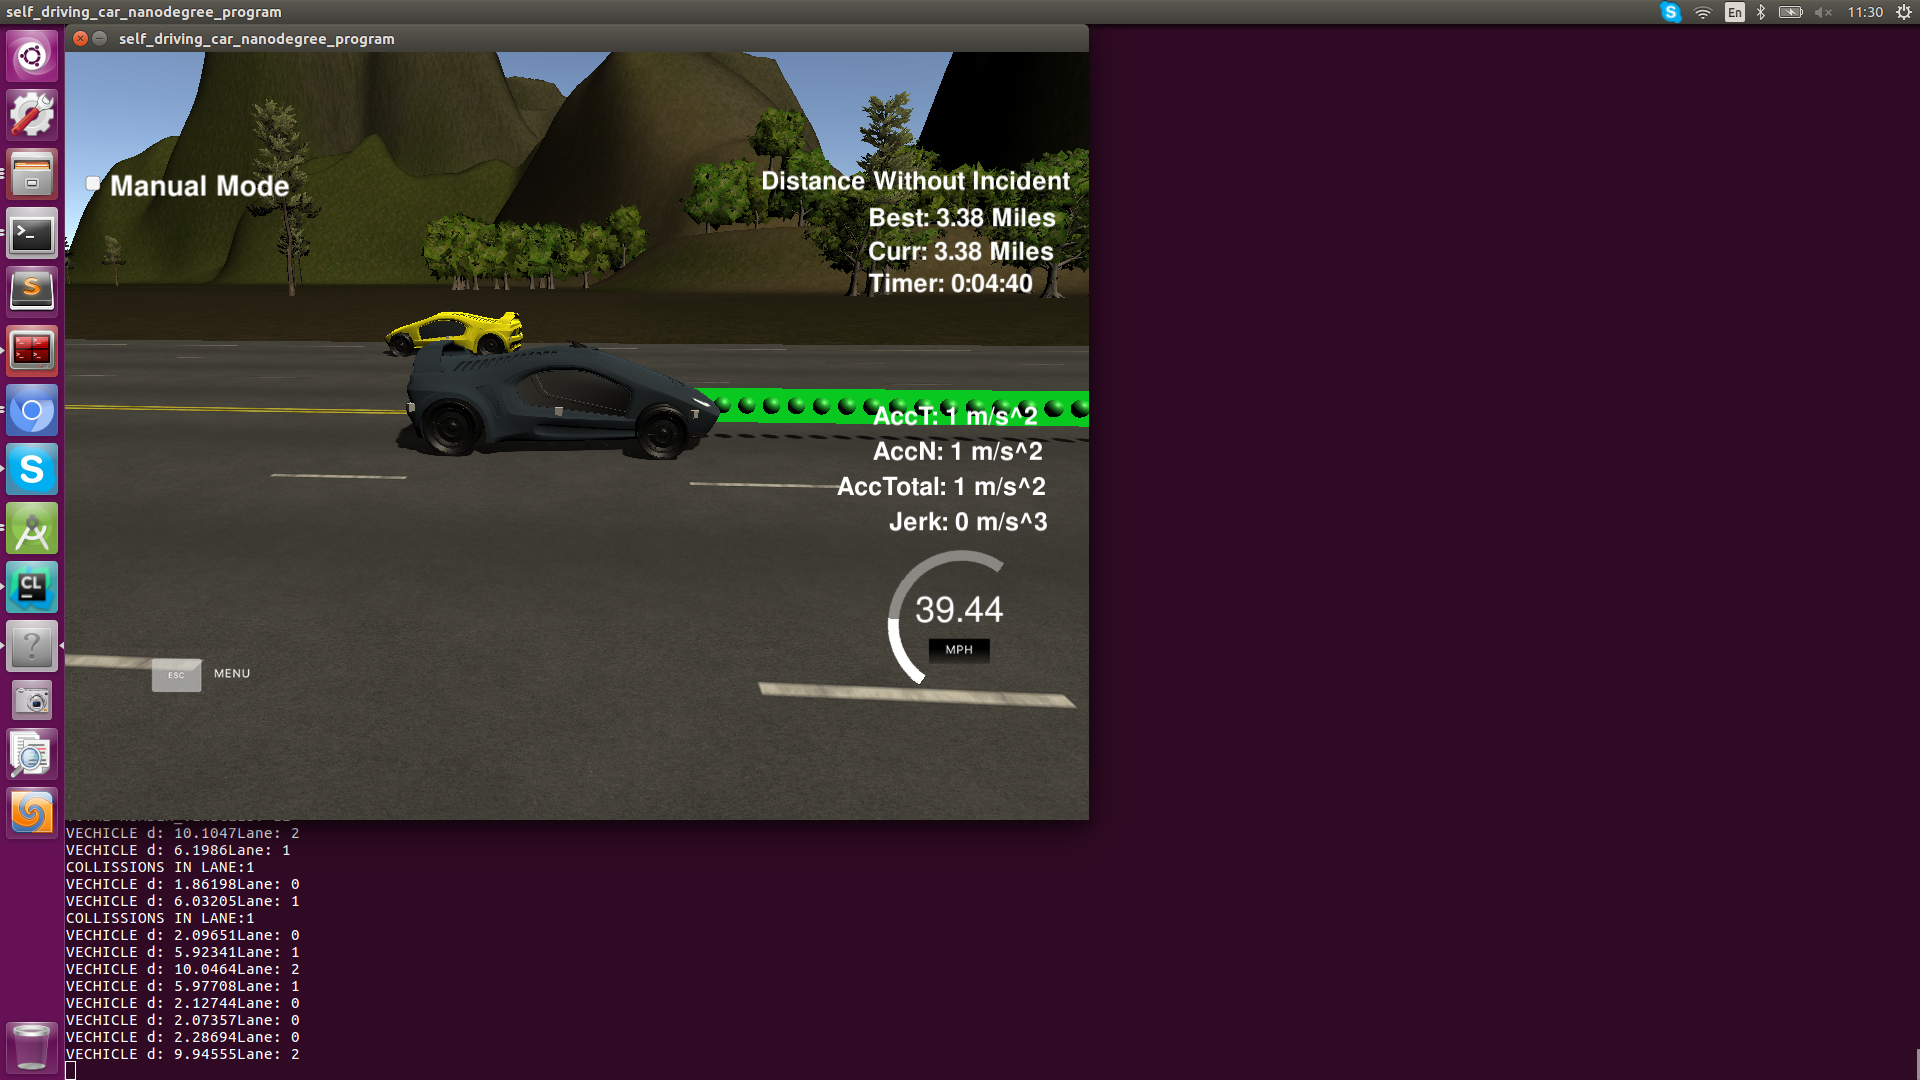 self_driving_car_nanodegree_program
En
11:30
self_driving_car_nanodegree_program
Manual Mode
Distance Without Incident
Best: 3.38 Miles
Curr: 3.38 Miles
Timer: 0:04:40
AccT: 1 m/s^2
AccN: 1 m/s^2
AccTotal: 1 m/s^2
Jerk: 0 m/s^3
39.44
MPH
ESC
MENU
CL
VECHICLE d: 10.1047Lane: 2
VECHICLE d: 6.1986Lane: 1
COLLISSIONS IN LANE:1
VECHICLE d: 1.86198Lane: 0
VECHICLE d: 6.03205Lane: 1
COLLISSIONS IN LANE:1
VECHICLE d: 2.09651Lane: 0
VECHICLE d: 5.92341Lane: 1
VECHICLE d: 10.0464Lane: 2
VECHICLE d: 5.97708Lane: 1
VECHICLE d: 2.12744Lane: 0
VECHICLE d: 2.07357Lane: 0
VECHICLE d: 2.28694Lane: 0
VECHICLE d: 9.94555Lane: 2